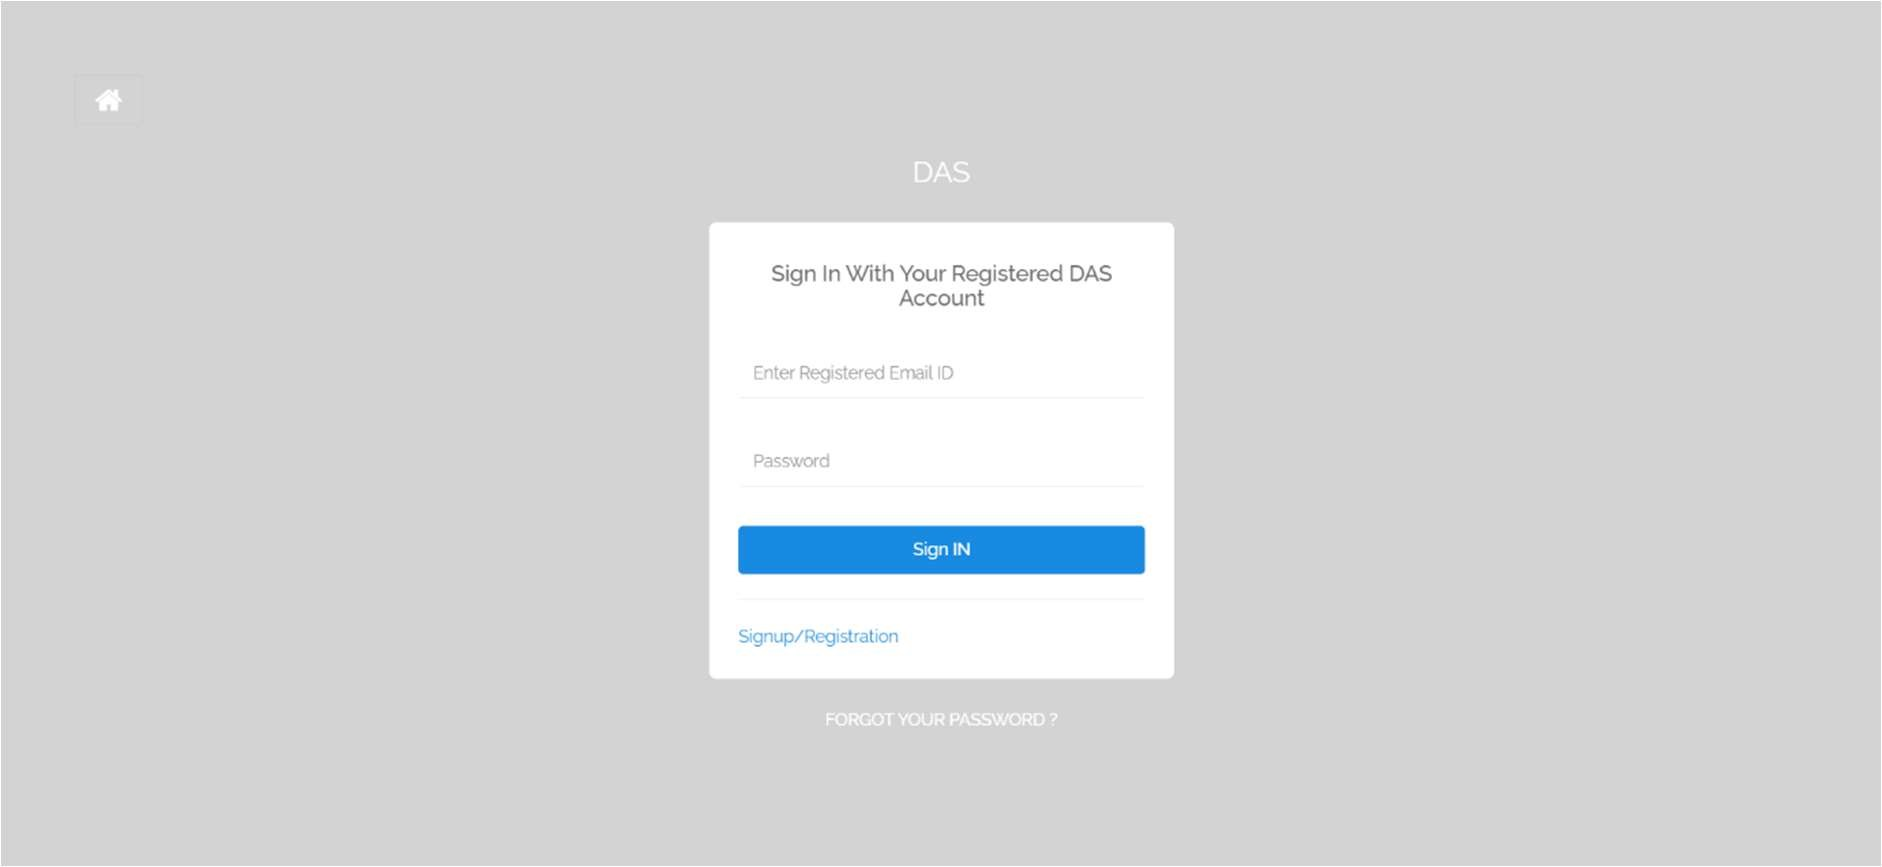 DAS
Sign In With Your Registered DAS
Account
Enter Registered Email ID
Password
Sign IN
Signup/Registration
FORGOT YOUR PASSWORD ?